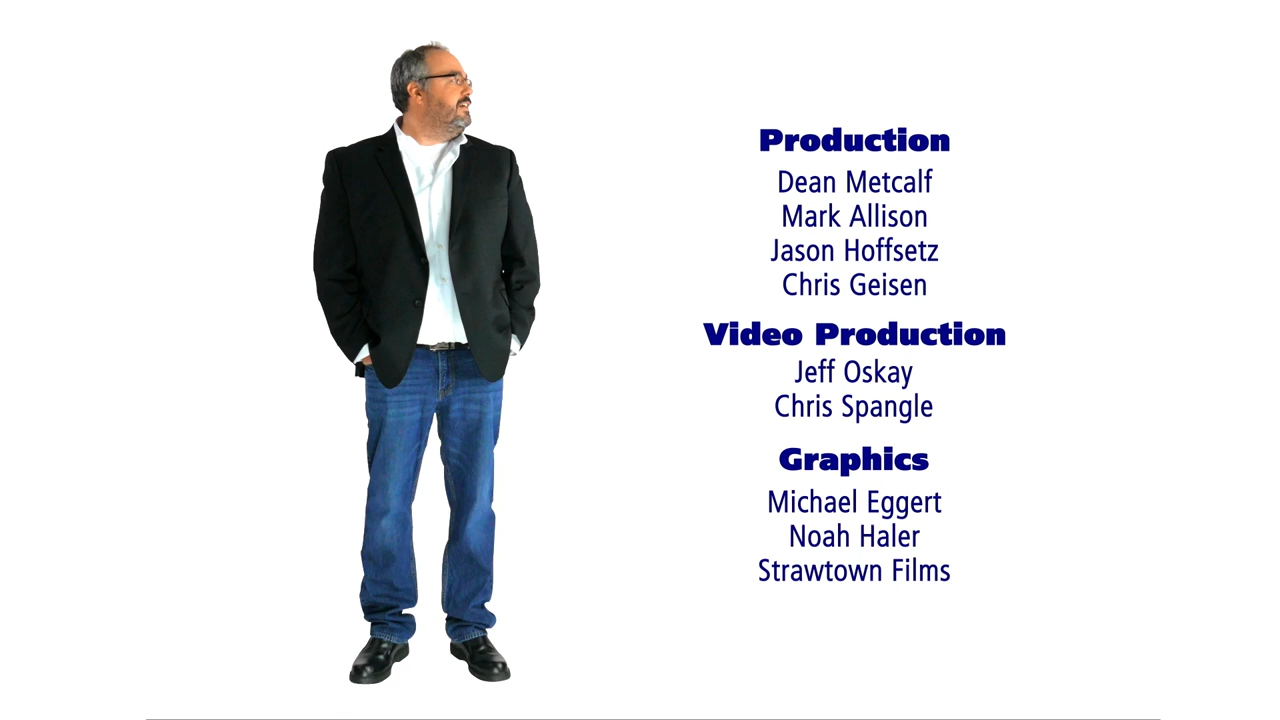 Production
Dean Metcalf
Mark Allison
Jason Hoffsetz
Chris Geisen
Video Production
Jeff Oskay
Chris Spangle
Graphics
Michael Eggert
Noah Haler
Strawtown Films